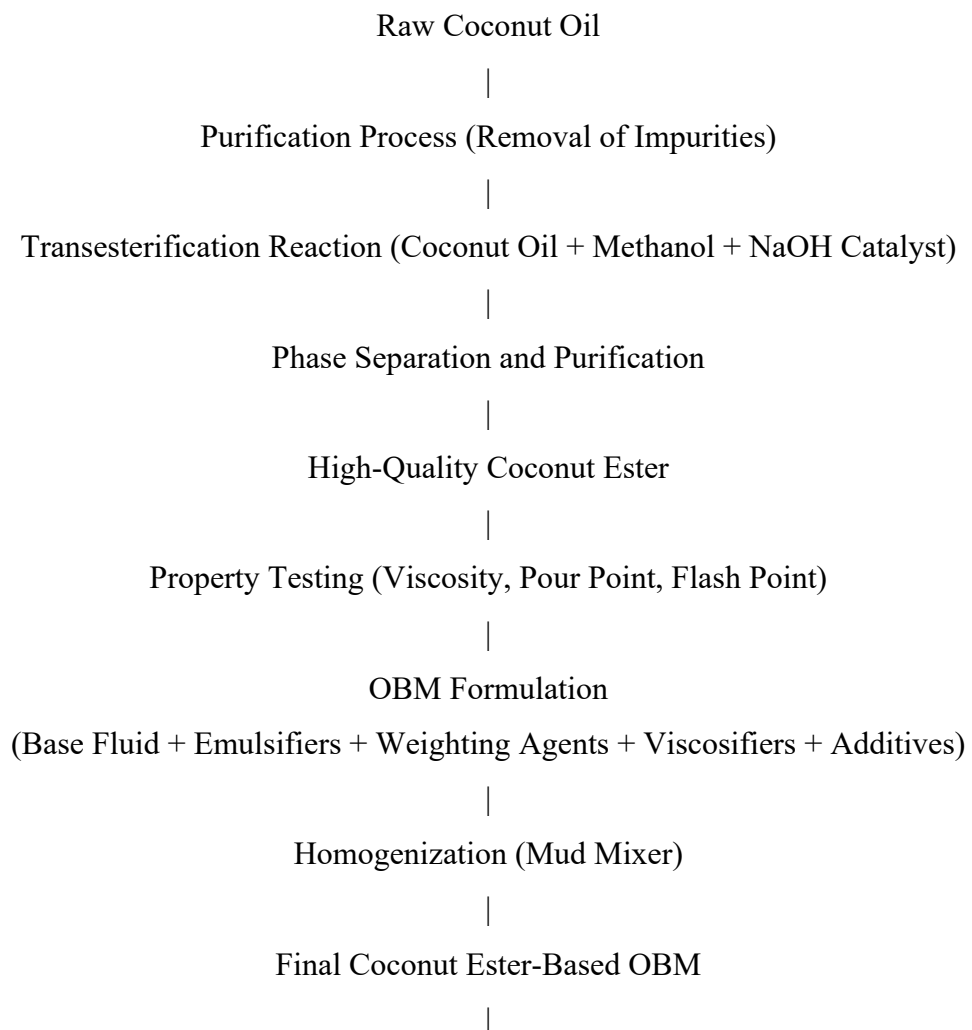 Raw Coconut Oil
|
Purification Process (Removal of Impurities)
|
Transesterification Reaction (Coconut Oil + Methanol + NaOH Catalyst)
|
Phase Separation and Purification
|
High-Quality Coconut Ester
|
Property Testing (Viscosity, Pour Point, Flash Point)
|
OBM Formulation
(Base Fluid + Emulsifiers + Weighting Agents + Viscosifiers + Additives)
|
Homogenization (Mud Mixer)
|
Final Coconut Ester-Based OBM
|